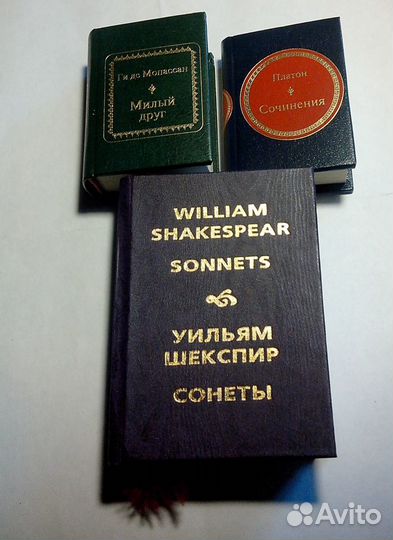 Ги де Мопассан
Милый
друг
Платон
Сочинения
WILLIAM
SHAKESPEAR
SONNETS
УИЛЬЯМ
ШЕКСПИР
СОНЕТЫ
Avito